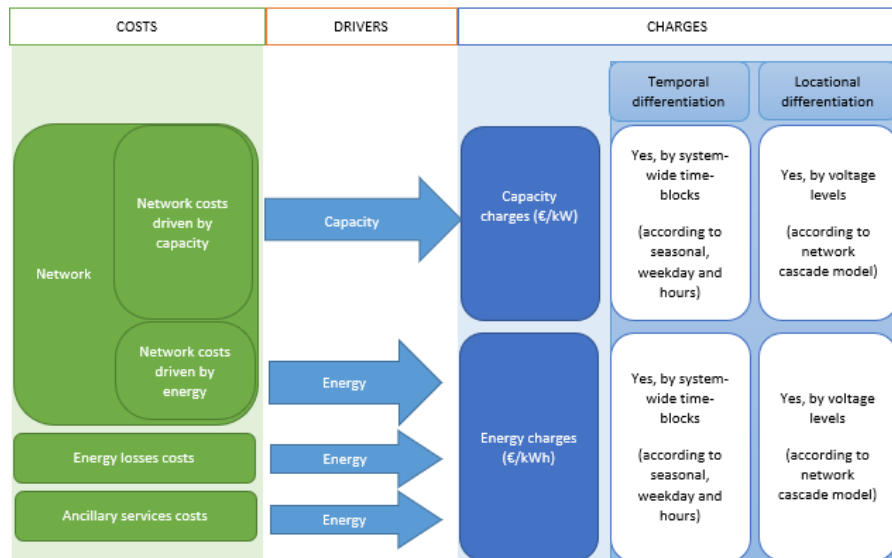 COSTS
DRIVERS
CHARGES
Temporal
differentiation
Locational
differentiation
Network
Network costs
driven by
capacity
Capacity
Capacity
charges (€/kW)
Yes, by system-
wide time-
blocks
(according to
seasonal,
weekday and
hours)
Yes, by voltage
levels
(according to
network
cascade model)
Network costs
driven by
energy
Energy
Energy losses costs
Energy
Ancillary services costs
Energy
Energy charges
(€/kWh)
Yes, by system-
wide time-
blocks
(according to
seasonal,
weekday and
hours)
Yes, by voltage
levels
(according to
network
cascade model)